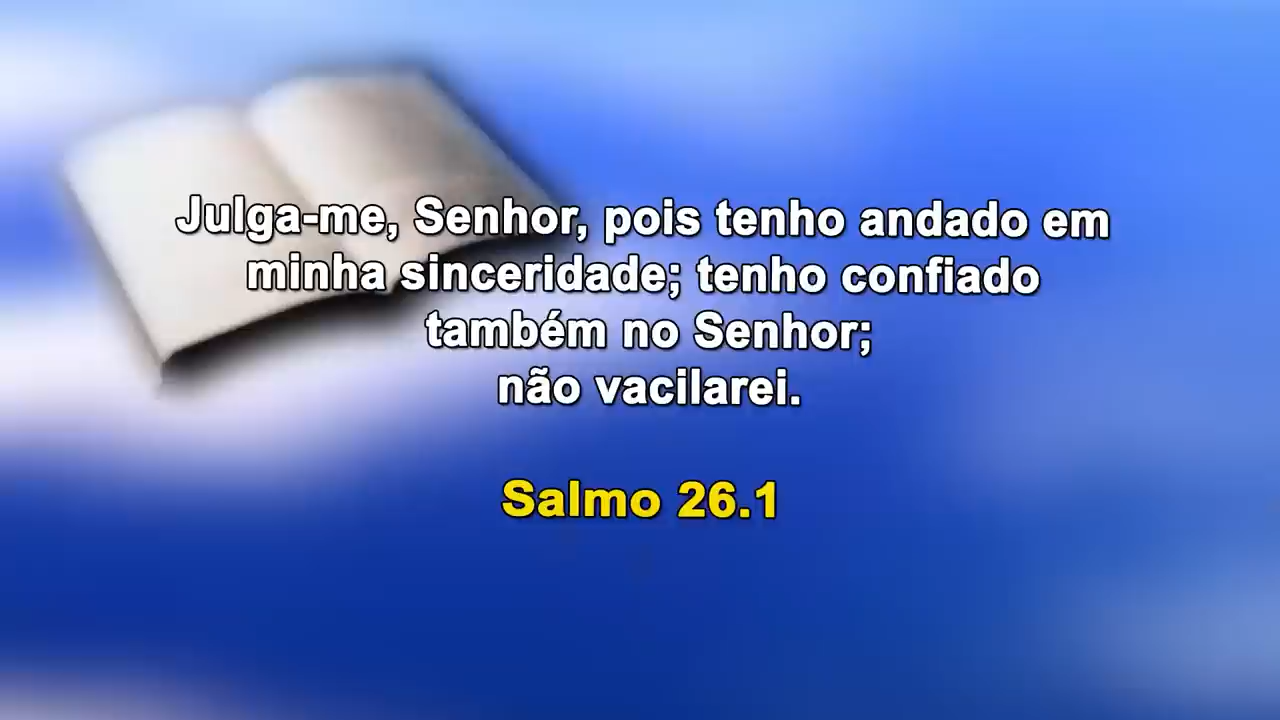 Julga-me, Senhor, pois tenho andado em
minha sinceridade; tenho confiado
também no Senhor;
não vacilarei.
Salmo 26.1